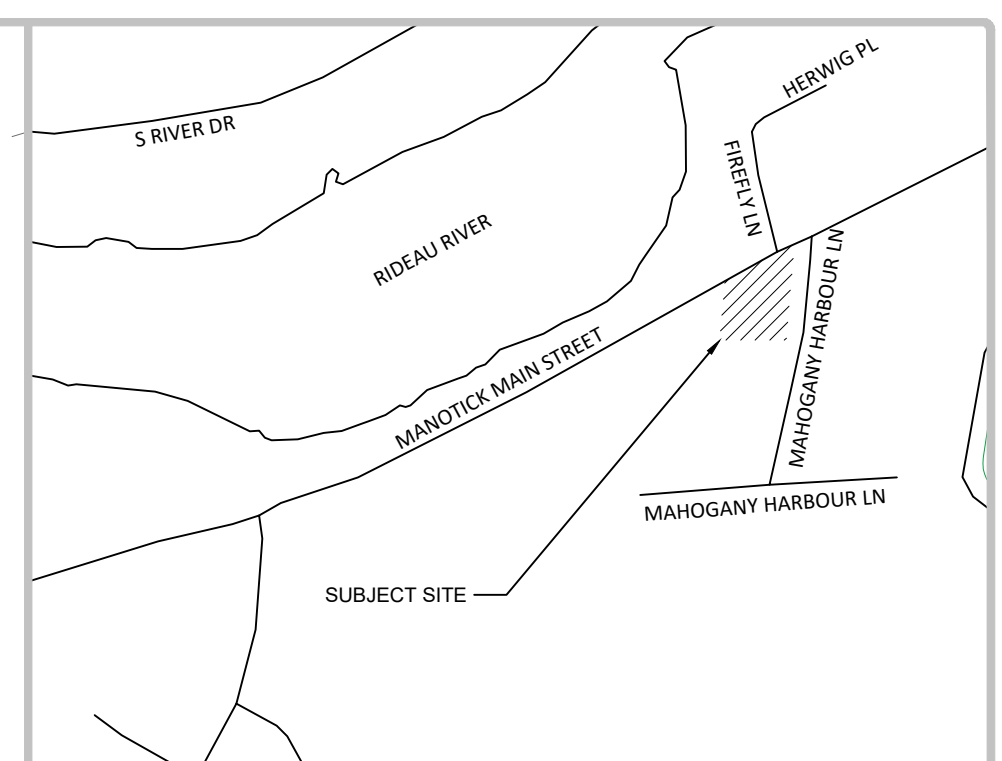 HERWIG PL
S RIVER DR
FIREFLY LN
RIDEAU RIVER
MAHOGANY HARBOUR LN
MANOTICK MAIN STREET
MAHOGANY HARBOUR LN
SUBJECT SITE